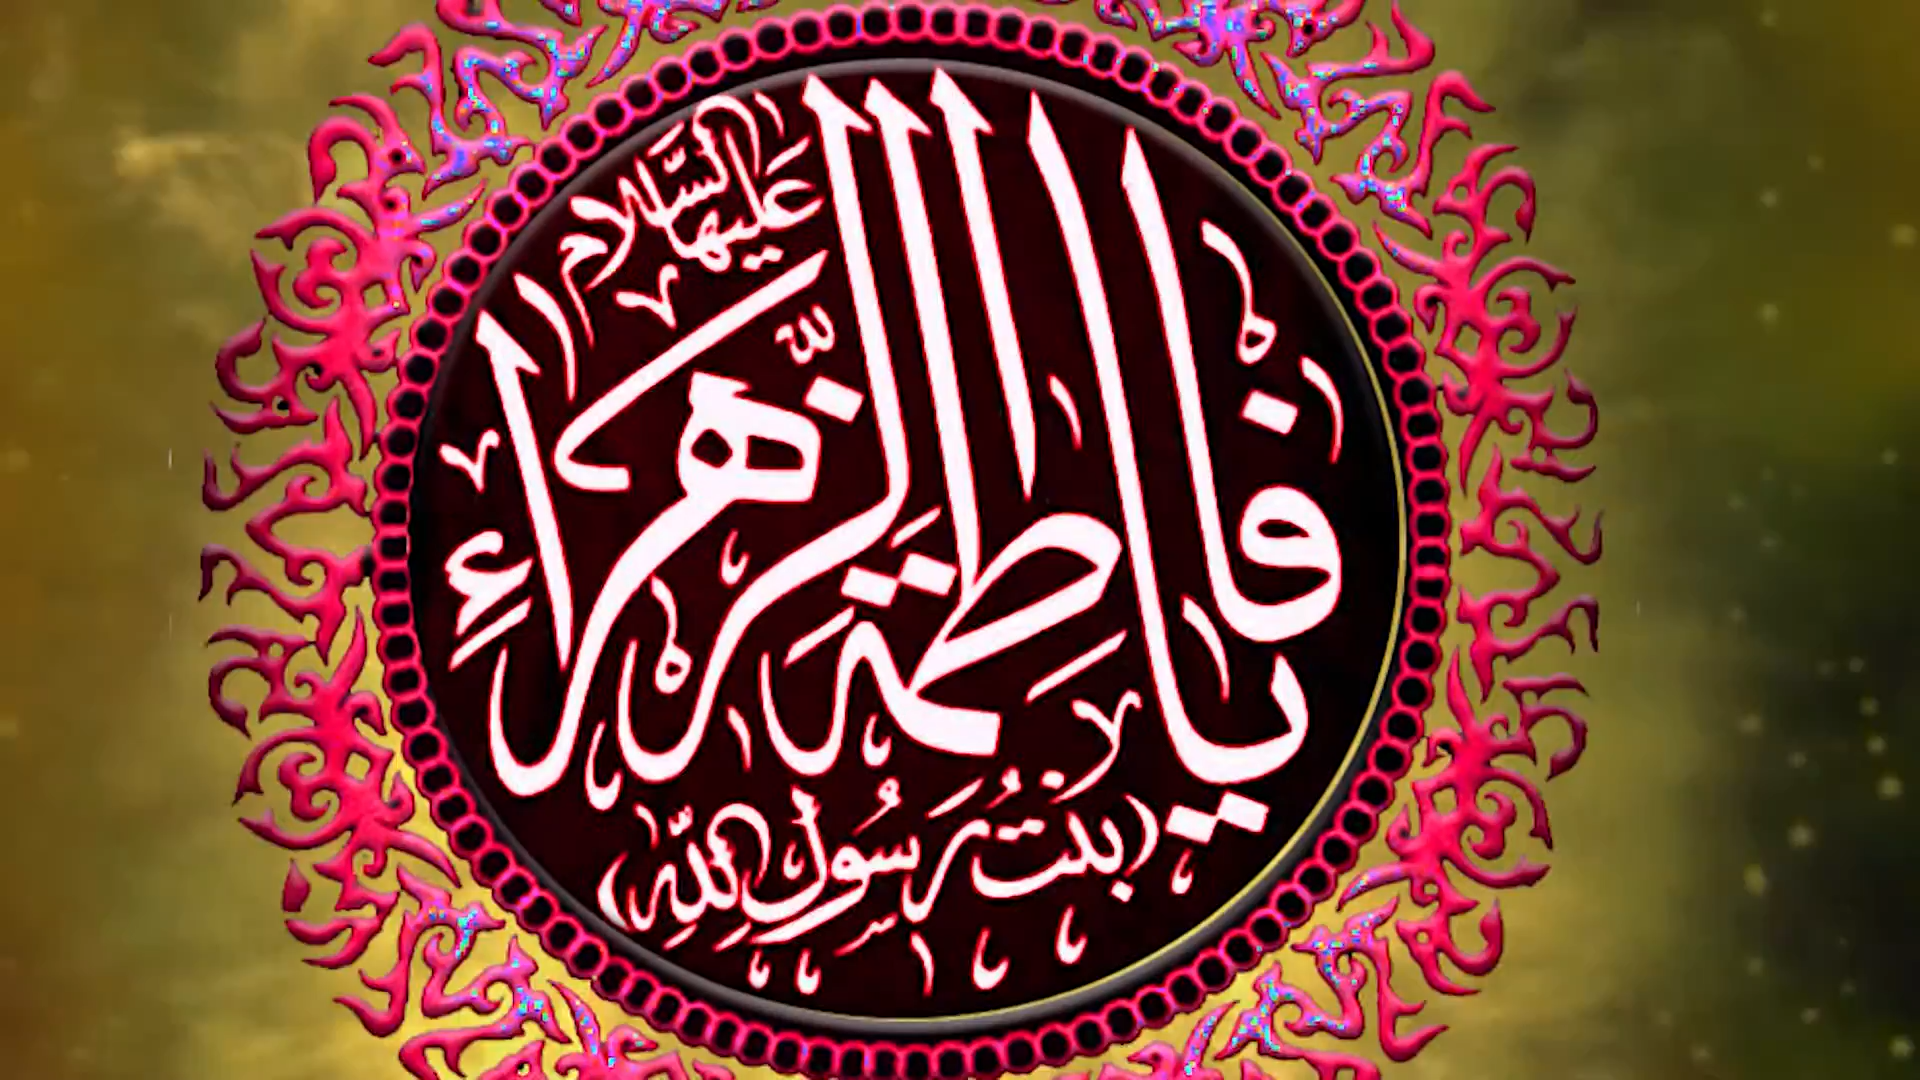 يا فاطمة الزهراء
عليها السلام
(بنت رسول الله)